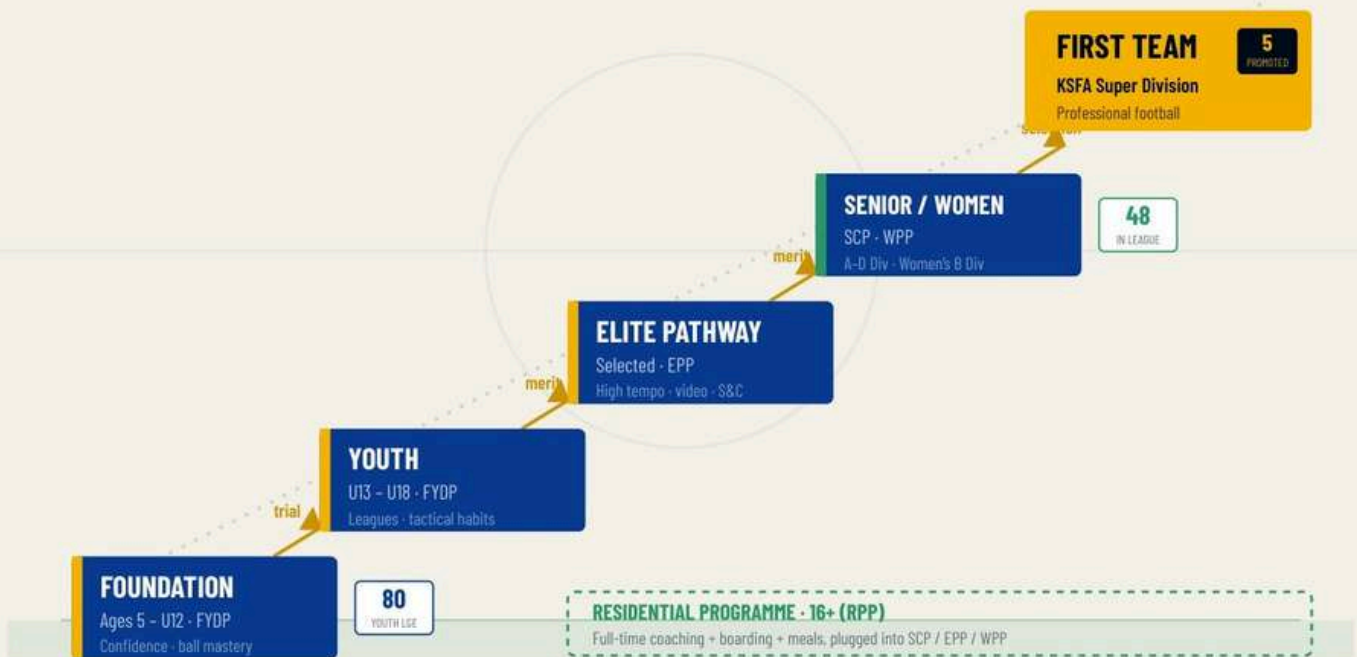 FIRST TEAM
5
PROMOTED
KSFA Super Division
Professional football
SENIOR / WOMEN
SCP · WPP
A-D Div · Women's B Div
48
IN LEAGUE
merit
ELITE PATHWAY
Selected · EPP
High tempo · video · S&C
merit
YOUTH
U13 – U18 · FYDP
Leagues · tactical habits
trial
FOUNDATION
Ages 5 – U12 · FYDP
Confidence · ball mastery
80
YOUTH LGE
RESIDENTIAL PROGRAMME · 16+ (RPP)
Full-time coaching + boarding + meals, plugged into SCP / EPP / WPP